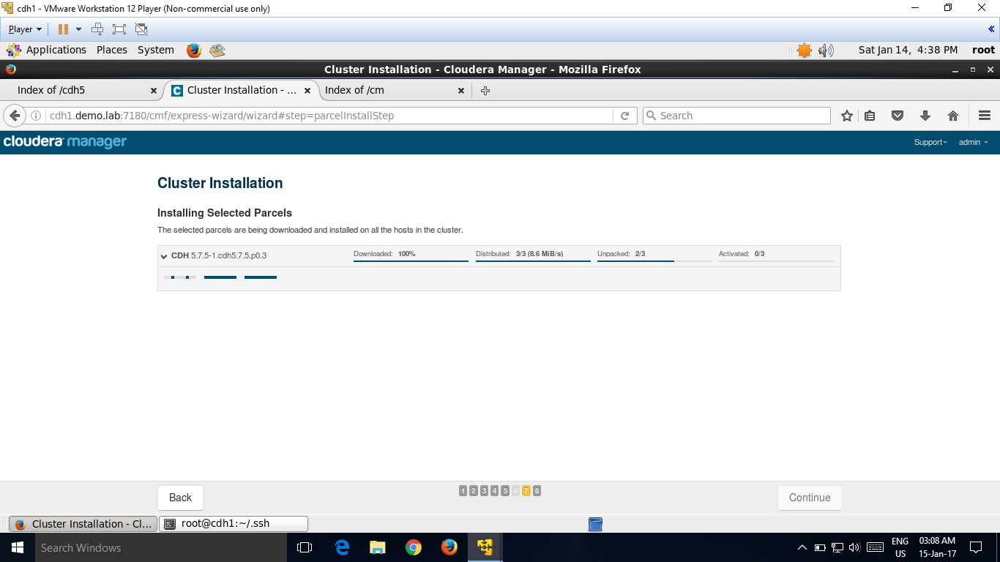 cdh1 - VMware Workstation 12 Player (Non-commercial use only)
Player
Applications Places System Sat Jan 14, 4:38 PM root
Cluster Installation - Cloudera Manager - Mozilla Firefox
Index of /cdh5 Cluster Installation - ... Index of /cm
cdh1.demo.lab:7180/cmf/express-wizard/wizard#step=parcelInstallStep Search
cloudera manager Support admin
Cluster Installation
Installing Selected Parcels
The selected parcels are being downloaded and installed on all the hosts in the cluster.
CDH 5.7.5-1.cdh5.7.5.p0.3 Downloaded: 100% Distributed: 3/3 (8.6 MiB/s) Unpacked: 2/3 Activated: 0/3
Back 1 2 3 4 5 6 7 8 Continue
Cluster Installation - Cl... root@cdh1:~/.ssh
Search Windows ENG 03:08 AM
US 15-Jan-17